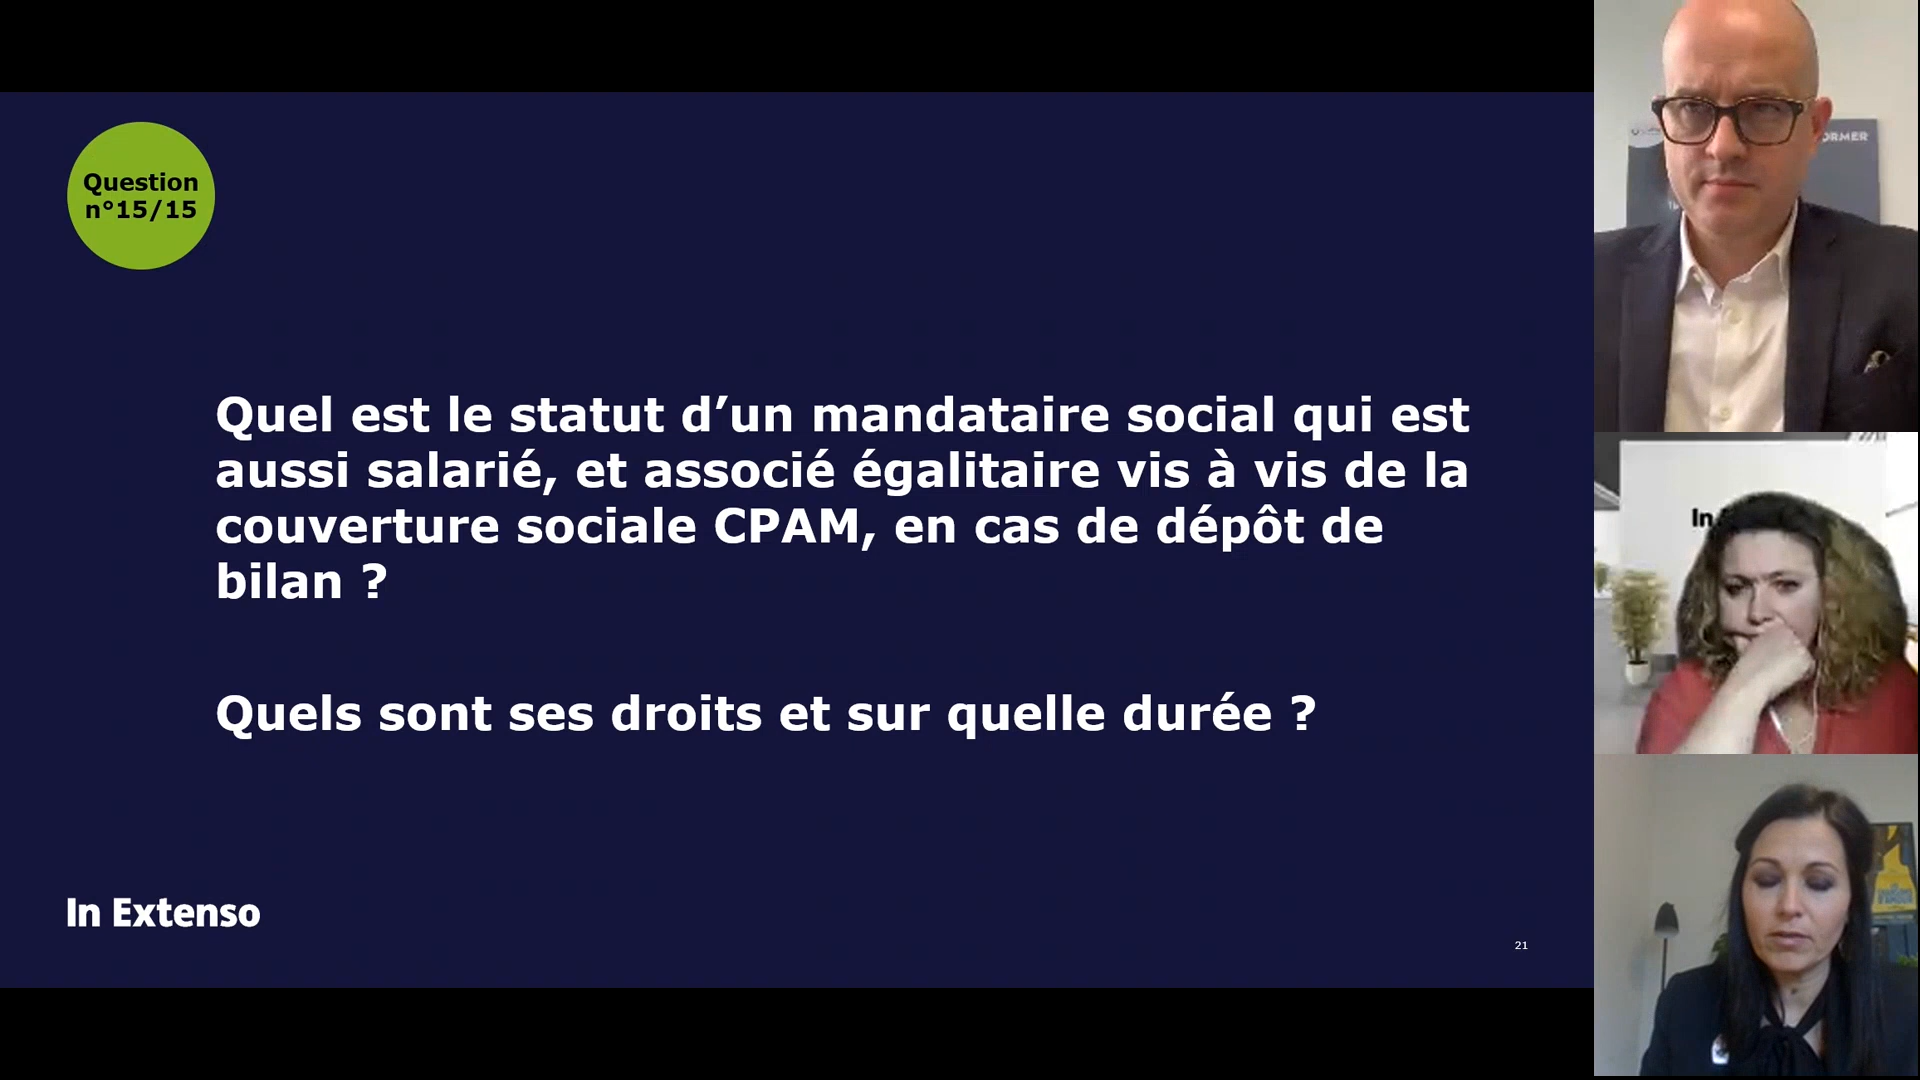 Question
n°15/15
Quel est le statut d’un mandataire social qui est
aussi salarié, et associé égalitaire vis à vis de la
couverture sociale CPAM, en cas de dépôt de
bilan ?
Quels sont ses droits et sur quelle durée ?
In Extenso
21
ORMER
In